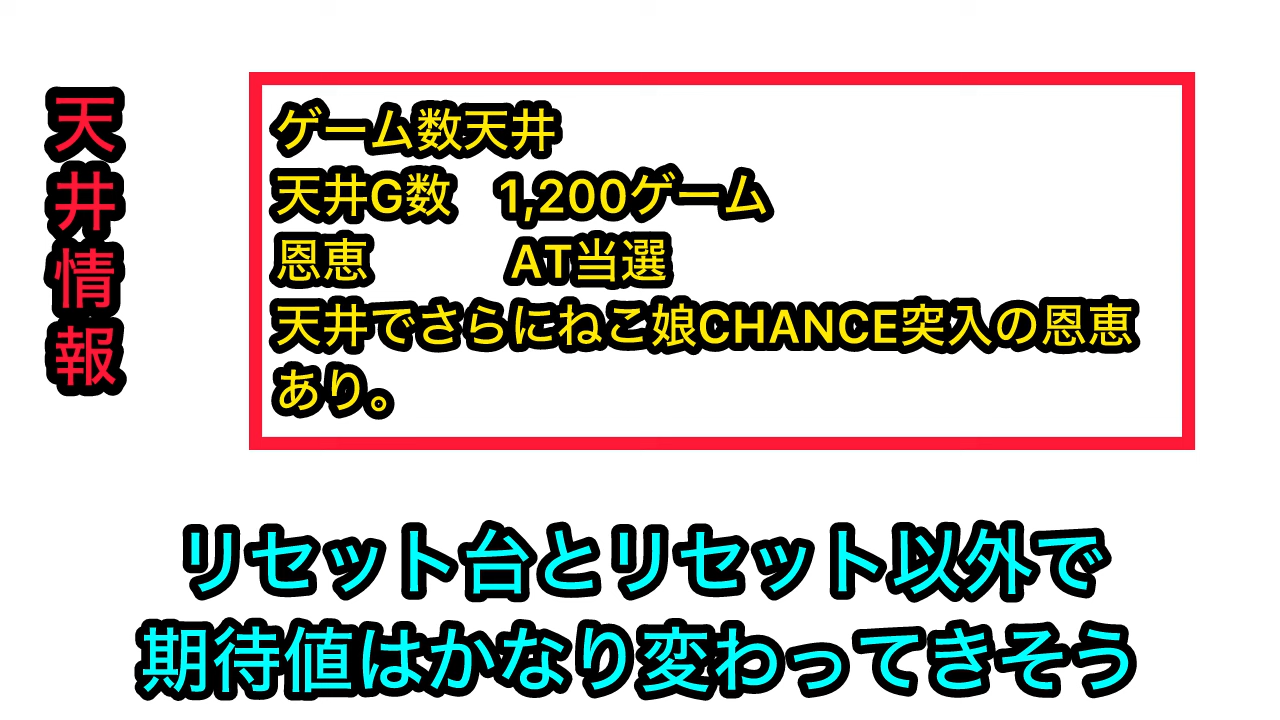 天井情報
ゲーム数天井
天井G数　1,200ゲーム
恩恵　　　AT当選
天井でさらにねこ娘CHANCE突入の恩恵
あり。
リセット台とリセット以外で
期待値はかなり変わってきそう